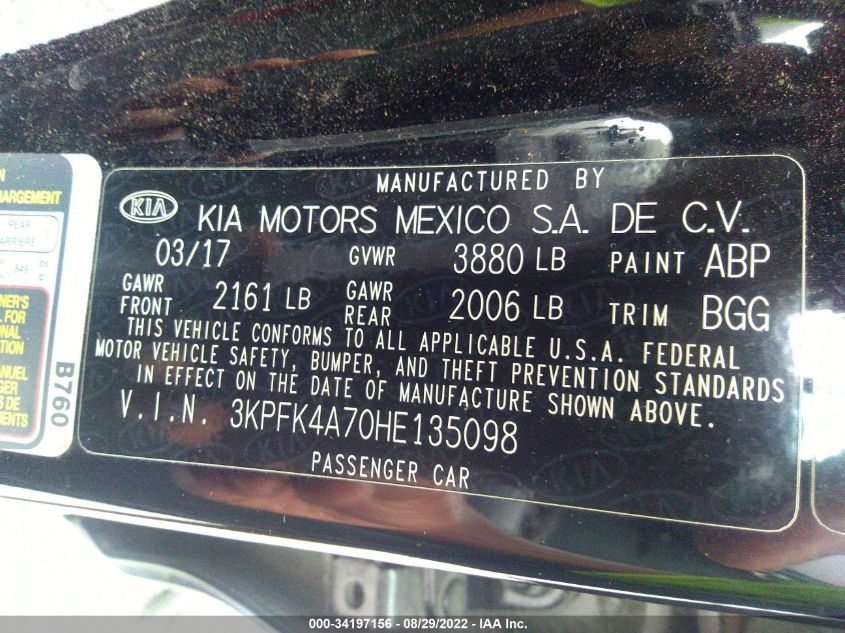 MANUFACTURED BY
KIA KIA MOTORS MEXICO S.A. DE C.V.
03/17 GVWR 3880 LB PAINT ABP
GAWR FRONT 2161 LB GAWR REAR 2006 LB TRIM BGG
THIS VEHICLE CONFORMS TO ALL APPLICABLE U.S.A. FEDERAL
MOTOR VEHICLE SAFETY, BUMPER, AND THEFT PREVENTION STANDARDS
IN EFFECT ON THE DATE OF MANUFACTURE SHOWN ABOVE.
V.I.N. 3KPFK4A70HE135098
PASSENGER CAR
REAR
B760
000-34197156 - 08/29/2022 - IAA Inc.